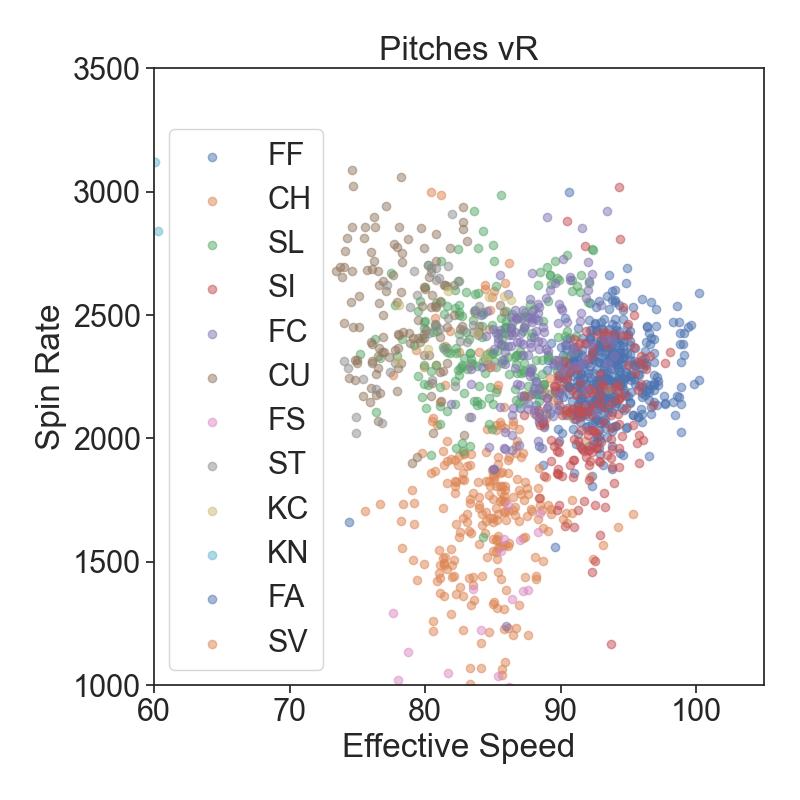 Pitches vR
3500
3000
2500
2000
1500
1000
Spin Rate
FF
CH
SL
SI
FC
CU
FS
ST
KC
KN
FA
SV
60 70 80 90 100
Effective Speed